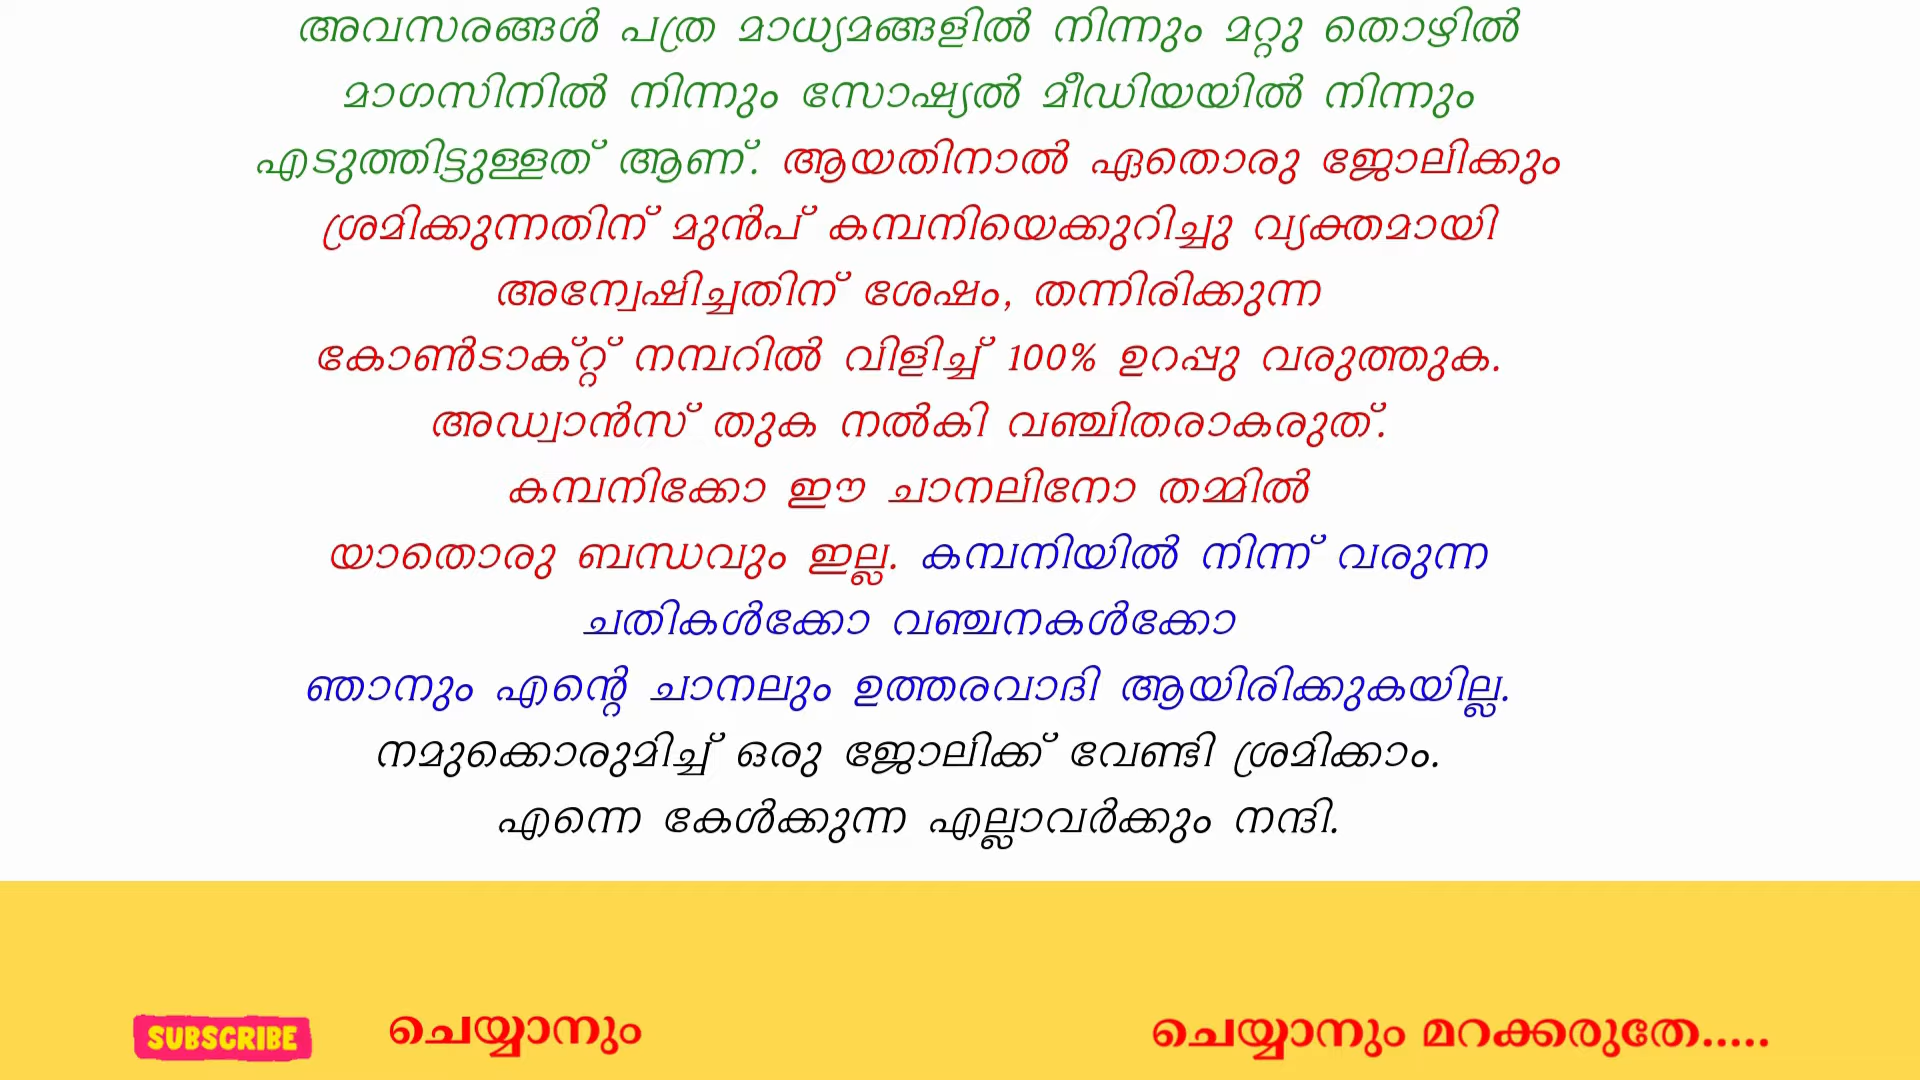 അവസരങ്ങൾ പത്ര മാധ്യമങ്ങളിൽ നിന്നും മറ്റു തൊഴിൽ
മാഗസിനിൽ നിന്നും സോഷ്യൽ മീഡിയയിൽ നിന്നും
എടുത്തിട്ടുള്ളത് ആണ്. ആയതിനാൽ ഏതൊരു ജോലിക്കും
ശ്രമിക്കുന്നതിന് മുൻപ് കമ്പനിയെക്കുറിച്ചു വ്യക്തമായി
അന്വേഷിച്ചതിന് ശേഷം, തന്നിരിക്കുന്ന
കോൺടാക്റ്റ് നമ്പറിൽ വിളിച്ച് 100% ഉറപ്പു വരുത്തുക.
അഡ്വാൻസ് തുക നൽകി വഞ്ചിതരാകരുത്.
കമ്പനിക്കോ ഈ ചാനലിനോ തമ്മിൽ
യാതൊരു ബന്ധവും ഇല്ല. കമ്പനിയിൽ നിന്ന് വരുന്ന
ചതികൾക്കോ വഞ്ചനകൾക്കോ
ഞാനും എന്റെ ചാനലും ഉത്തരവാദി ആയിരിക്കുകയില്ല.
നമുക്കൊരുമിച്ച് ഒരു ജോലിക്ക് വേണ്ടി ശ്രമിക്കാം.
എന്നെ കേൾക്കുന്ന എല്ലാവർക്കും നന്ദി.
SUBSCRIBE ചെയ്യാനും ചെയ്യാനും മറക്കരുതേ.....